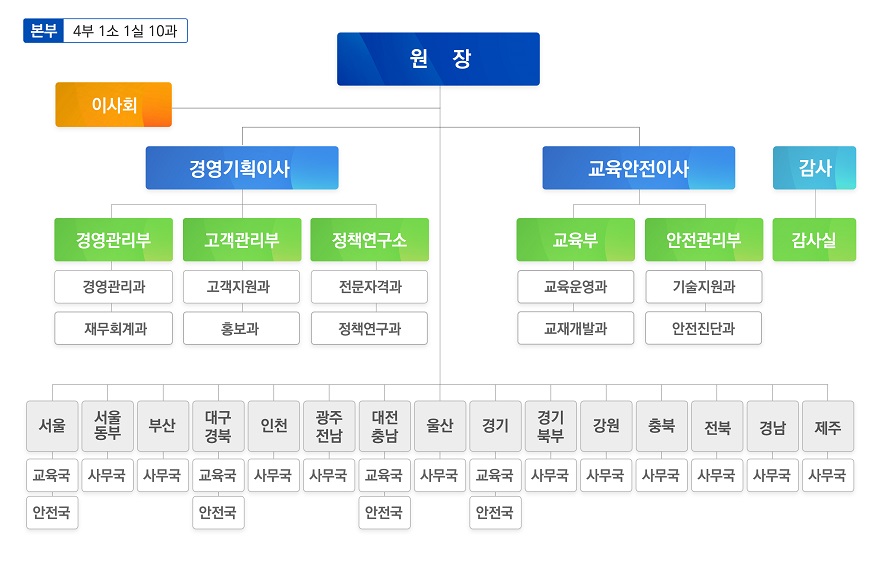 본부 4부 1소 1실 10과
원 장
이사회
경영기획이사 교육안전이사 감사
경영관리부 고객관리부 정책연구소 교육부 안전관리부 감사실
경영관리과 고객지원과 전문자격과 교육운영과 기술지원과
재무회계과 홍보과 정책연구과 교재개발과 안전진단과
서울 서울 동부 부산 대구 경북 인천 광주 전남 대전 충남 울산 경기 경기 북부 강원 충북 전북 경남 제주
교육국 사무국 사무국 교육국 사무국 사무국 교육국 사무국 교육국 사무국 사무국 사무국 사무국 사무국 사무국
안전국 안전국 안전국 안전국